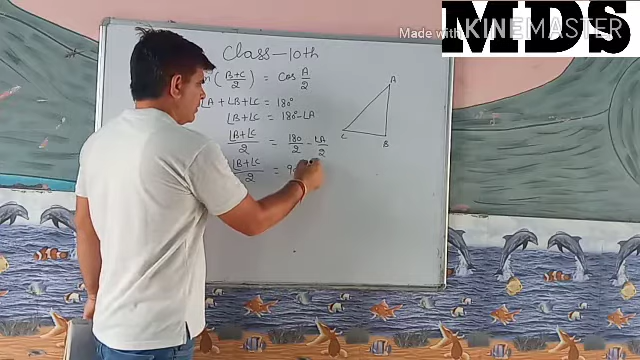 Made with KINEMASTER
MDS
Class - 10th
(B+C/2) = cos A/2
∠A + ∠B + ∠C = 180°
∠B + ∠C = 180° - ∠A
∠B + ∠C / 2 = 180/2 - ∠A/2
∠B + ∠C / 2 = 9
A
C
B